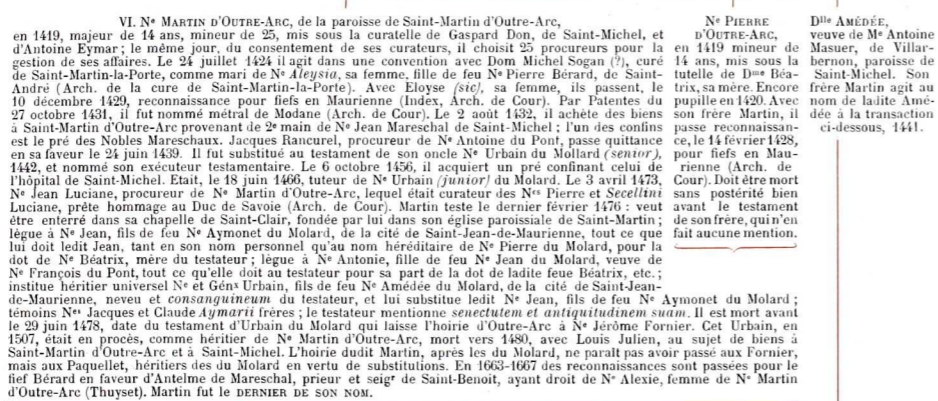 VI. Nᵉ MARTIN D'OUTRE-ARC, de la paroisse de Saint-Martin d'Outre-Arc,
en 1419, majeur de 14 ans, mineur de 25, mis sous la curatelle de Gaspard Don, de Saint-Michel, et
d'Antoine Eymar ; le même jour, du consentement de ses curateurs, il choisit 25 procureurs pour la
gestion de ses affaires. Le 24 juillet 1424 il agit dans une convention avec Dom Michel Sogan (?), curé
de Saint-Martin-la-Porte, comme mari de Nᵉ Aleysia, sa femme, fille de feu Nᵉ Pierre Bérard, de Saint-
André (Arch. de la cure de Saint-Martin-la-Porte). Avec Eloyse (sic), sa femme, ils passent, le
10 décembre 1429, reconnaissance pour fiefs en Maurienne (Index, Arch. de Cour). Par Patentes du
27 octobre 1431, il fut nommé métral de Modane (Arch. de Cour). Le 2 août 1432, il achète des biens
à Saint-Martin d'Outre-Arc provenant de 2ᵉ main de Nᵉ Jean Mareschal de Saint-Michel ; l'un des confins
est le pré des Nobles Mareschaux. Jacques Rancurel, procureur de Nᵉ Antoine du Pont, passe quittance
en sa faveur le 24 juin 1439. Il fut substitué au testament de son oncle Nᵉ Urbain du Mollard (senior),
1442, et nommé son exécuteur testamentaire. Le 6 octobre 1456, il acquiert un pré confinant celui de
l'hôpital de Saint-Michel. Etait, le 18 juin 1466, tuteur de Nᵉ Urbain (junior) du Molard. Le 3 avril 1473,
Nᵉ Jean Luciane, procureur de Nᵉ Martin d'Outre-Arc, lequel était curateur des Nᵉˢ Pierre et Secellini
Luciane, prête hommage au Duc de Savoie (Arch. de Cour). Martin teste le dernier février 1476 : veut
être enterré dans sa chapelle de Saint-Clair, fondée par lui dans son église paroissiale de Saint-Martin ;
lègue à Nᵉ Jean, fils de feu Nᵉ Aymonet du Molard, de la cité de Saint-Jean-de-Maurienne, tout ce que
lui doit ledit Jean, tant en son nom personnel qu'au nom héréditaire de Nᵉ Pierre du Molard, pour la
dot de Nᵉ Béatrix, mère du testateur ; lègue à Nᵉ Antonie, fille de feu Nᵉ Jean du Molard, veuve de
Nᵉ François du Pont, tout ce qu'elle doit au testateur pour sa part de la dot de ladite feue Béatrix, etc. ;
institue héritier universel Nᵉ et Génˣ Urbain, fils de feu Nᵉ Amédée du Molard, de la cité de Saint-Jean-
de-Maurienne, neveu et consanguineum du testateur, et lui substitue ledit Nᵉ Jean, fils de feu Nᵉ Aymonet du Molard ;
témoins Nᵉˢ Jacques et Claude Aymarii frères ; le testateur mentionne senectutem et antiquitudinem suam. Il est mort avant
le 29 juin 1478, date du testament d'Urbain du Molard qui laisse l'hoirie d'Outre-Arc à Nᵉ Jérôme Fornier. Cet Urbain, en
1507, était en procès, comme héritier de Nᵉ Martin d'Outre-Arc, mort vers 1480, avec Louis Julien, au sujet de biens à
Saint-Martin d'Outre-Arc et à Saint-Michel. L'hoirie dudit Martin, après les du Molard, ne paraît pas avoir passé aux Fornier,
mais aux Paquellet, héritiers des du Molard en vertu de substitutions. En 1663-1667 des reconnaissances sont passées pour le
fief Bérard en faveur d'Antelme de Mareschal, prieur et seigʳ de Saint-Benoit, ayant droit de Nᵉ Alexie, femme de Nᵉ Martin
d'Outre-Arc (Thuyset). Martin fut le DERNIER DE SON NOM.
Nᵉ PIERRE
D'OUTRE-ARC,
en 1419 mineur de
14 ans, mis sous la
tutelle de Dᵐᵉ Béa-
trix, sa mère. Encore
pupille en 1420. Avec
son frère Martin, il
passe reconnaissan-
ce, le 14 février 1428,
pour fiefs en Mau-
rienne (Arch. de
Cour). Doit être mort
sans postérité bien
avant le testament
de son frère, qui n'en
fait aucune mention.
Dˡˡᵉ AMÉDÉE,
veuve de Mᵉ Antoine
Masuer, de Villar-
bernon, paroisse de
Saint-Michel. Son
frère Martin agit au
nom de ladite Amé-
dée à la transaction
ci-dessous, 1441.